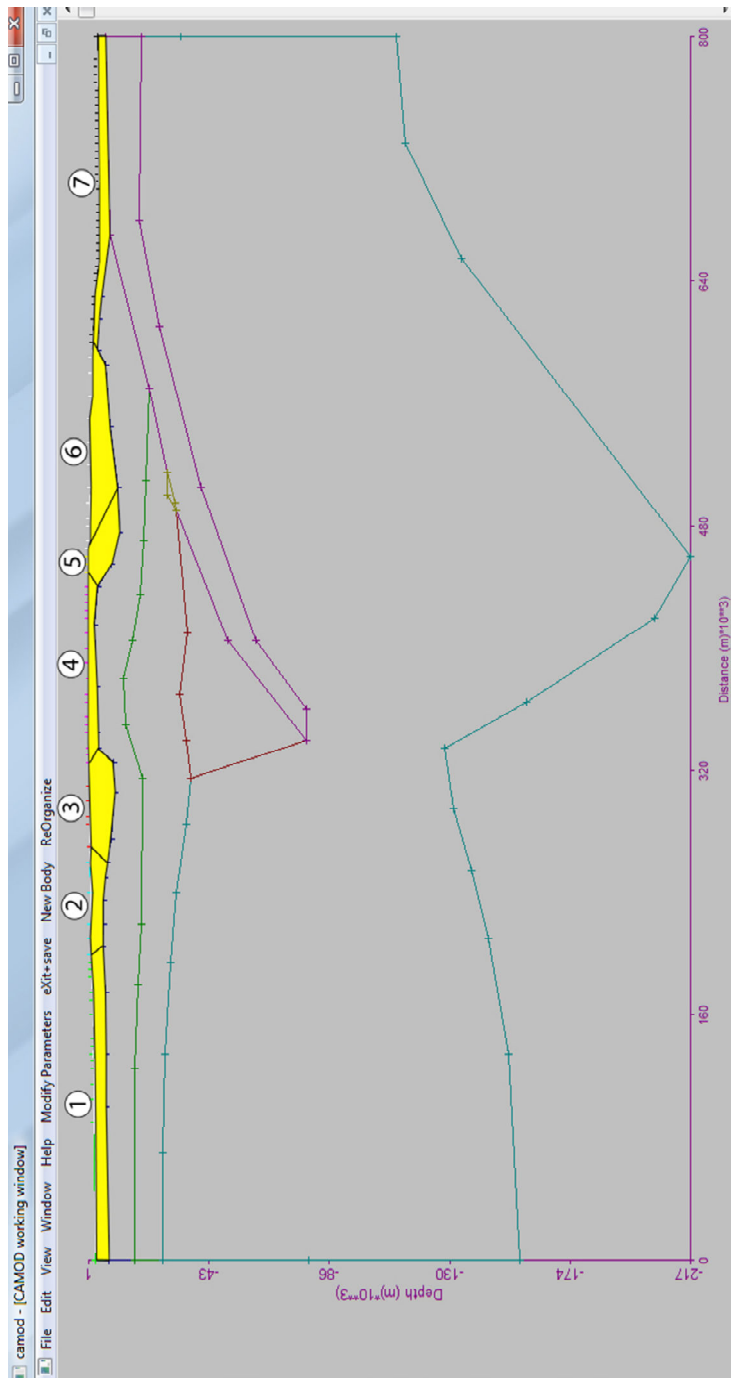 camod - [CAMOD working window]
File Edit View Window Help Modify Parameters eXit+save New Body ReOrganize
1 2 3 4 5 6 7
1
-43
-86
-130
-174
-217
Depth (m)*10**3)
0 160 320 480 640 800
Distance (m)*10***3)